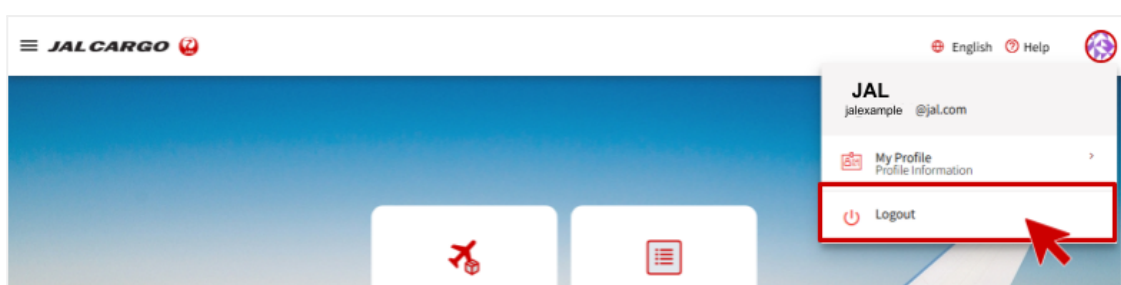 JAL CARGO
English Help
JAL
jalexample @jal.com
My Profile
Profile Information
Logout